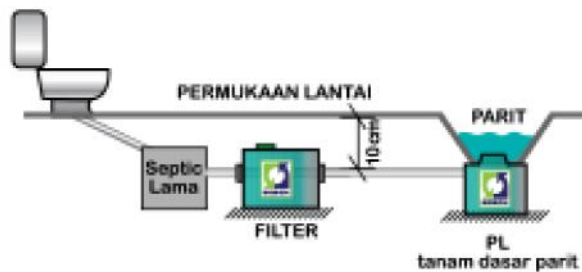 PERMUKAAN LANTAI
PARIT
10 cm
Septic
Lama
FILTER
PL
tanam dasar parit